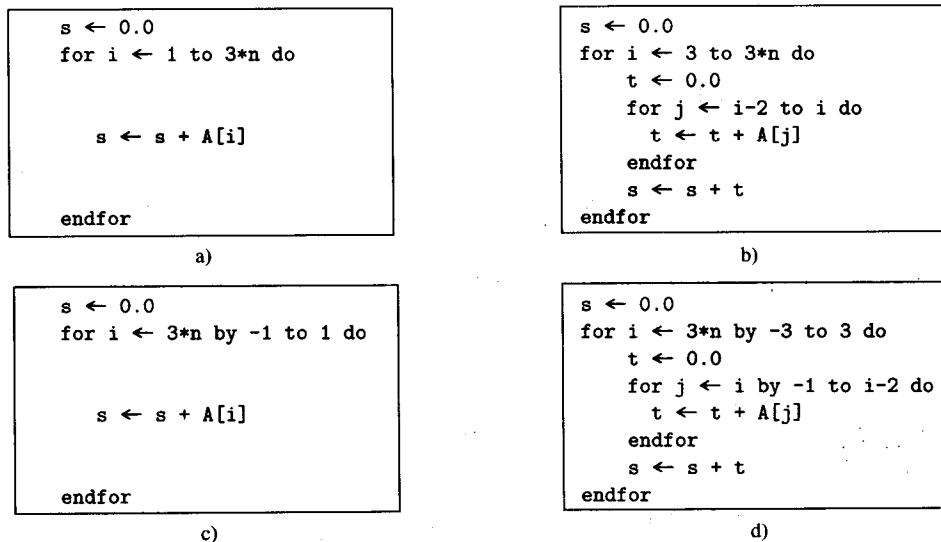 s ← 0.0
for i ← 1 to 3*n do
s ← s + A[i]
endfor
a)
s ← 0.0
for i ← 3 to 3*n do
t ← 0.0
for j ← i-2 to i do
t ← t + A[j]
endfor
s ← s + t
endfor
b)
s ← 0.0
for i ← 3*n by -1 to 1 do
s ← s + A[i]
endfor
c)
s ← 0.0
for i ← 3*n by -3 to 3 do
t ← 0.0
for j ← i by -1 to i-2 do
t ← t + A[j]
endfor
s ← s + t
endfor
d)